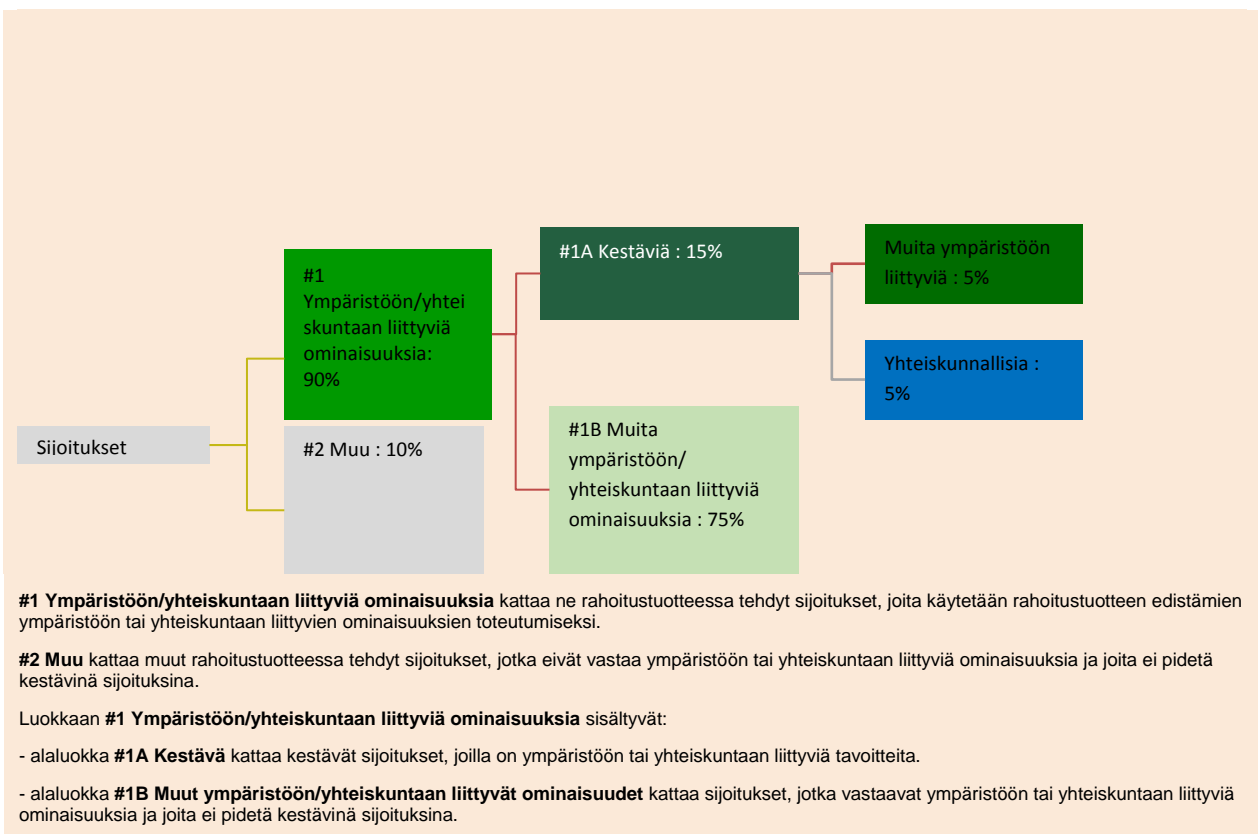 #1A Kestäviä : 15%
Muita ympäristöön
liittyviä : 5%
#1
Ympäristöön/yhtei
skuntaan liittyviä
ominaisuuksia:
90%
Yhteiskunnallisia :
5%
Sijoitukset
#2 Muu : 10%
#1B Muita
ympäristöön/
yhteiskuntaan liittyviä
ominaisuuksia : 75%
#1 Ympäristöön/yhteiskuntaan liittyviä ominaisuuksia kattaa ne rahoitustuotteessa tehdyt sijoitukset, joita käytetään rahoitustuotteen edistämien
ympäristöön tai yhteiskuntaan liittyvien ominaisuuksien toteutumiseksi.
#2 Muu kattaa muut rahoitustuotteessa tehdyt sijoitukset, jotka eivät vastaa ympäristöön tai yhteiskuntaan liittyviä ominaisuuksia ja joita ei pidetä
kestävinä sijoituksina.
Luokkaan #1 Ympäristöön/yhteiskuntaan liittyviä ominaisuuksia sisältyvät:
- alaluokka #1A Kestävä kattaa kestävät sijoitukset, joilla on ympäristöön tai yhteiskuntaan liittyviä tavoitteita.
- alaluokka #1B Muut ympäristöön/yhteiskuntaan liittyvät ominaisuudet kattaa sijoitukset, jotka vastaavat ympäristöön tai yhteiskuntaan liittyviä
ominaisuuksia ja joita ei pidetä kestävinä sijoituksina.